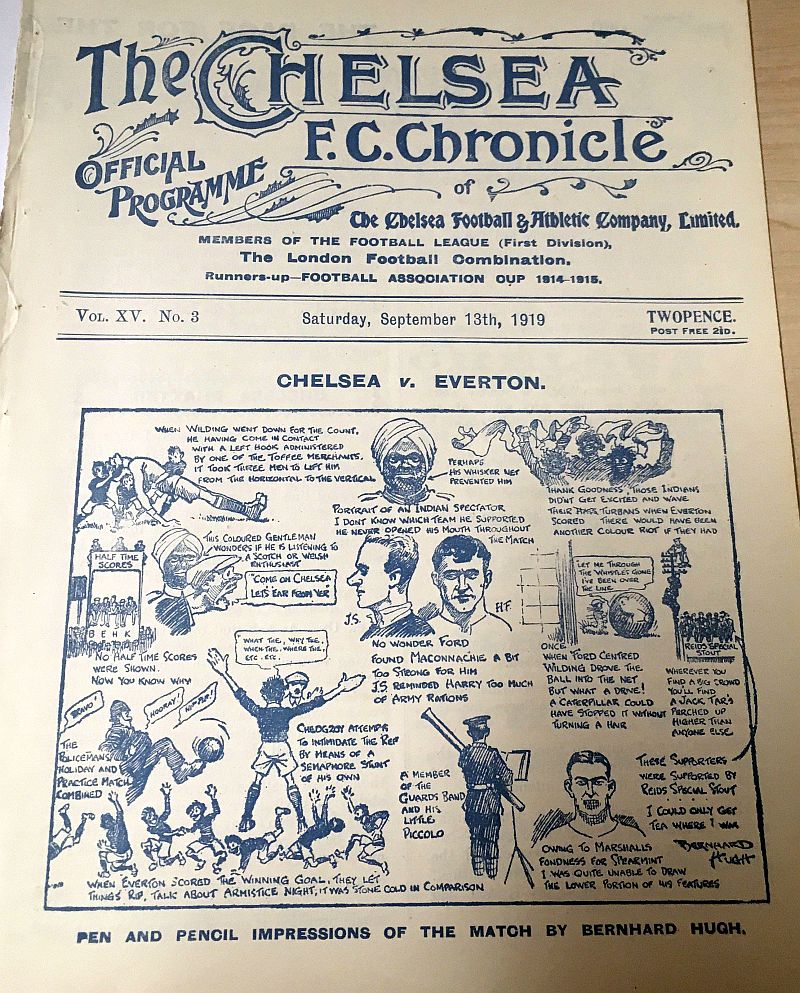 The CHELSEA
F.C. Chronicle
OFFICIAL
PROGRAMME
of
The Chelsea Football & Athletic Company, Limited.
MEMBERS OF THE FOOTBALL LEAGUE (First Division),
The London Football Combination.
Runners-up—FOOTBALL ASSOCIATION CUP 1914-1915.
VOL. XV. No. 3
Saturday, September 13th, 1919
TWOPENCE.
POST FREE 2½D.
CHELSEA v. EVERTON.
WHEN WILDING WENT DOWN FOR THE COUNT,
HE HAVING COME IN CONTACT
WITH A LEFT HOOK ADMINISTERED
BY ONE OF THE TOFFEE MERCHANTS.
IT TOOK THREE MEN TO LIFT HIM
FROM THE HORIZONTAL TO THE VERTICAL
PERHAPS
HIS WHISKER NET
PREVENTED HIM
PORTRAIT OF AN INDIAN SPECTATOR
I DONT KNOW WHICH TEAM HE SUPPORTED
HE NEVER OPENED HIS MOUTH THROUGHOUT
THE MATCH
THANK GOODNESS, THOSE INDIANS
DIDN'T GET EXCITED AND WAVE
THEIR TURBANS WHEN EVERTON
SCORED THERE WOULD HAVE BEEN
ANOTHER COLOUR RIOT IF THEY HAD
THIS COLOURED GENTLEMAN
WONDERS IF HE IS LISTENING TO
A SCOTCH OR WELSH
ENTHUSIAST
"COME ON CHELSEA
LETS 'EAR FROM YER"
HALF TIME
SCORES
B E H K
NO HALF TIME SCORES
WERE SHOWN.
NOW YOU KNOW WHY
J.S.
H.F.
NO WONDER FORD
FOUND MACONNACHIE A BIT
TOO STRONG FOR HIM
J.S REMINDED HARRY TOO MUCH
OF ARMY RATIONS
LET ME THROUGH
THE WHISTLES GONE
I'VE BEEN OVER
THE LINE
ONCE
WHEN FORD CENTRED
WILDING DROVE THE
BALL INTO THE NET
BUT WHAT A DRIVE!
A CATERPILLAR COULD
HAVE STOPPED IT WITHOUT
TURNING A HAIR
REIDS SPECIAL
STOUT
WHEREVER YOU
FIND A BIG CROWD
YOU'LL FIND
A JACK TAR'S
PERCHED UP
HIGHER THAN
ANYONE ELSE
WHAT THE, WHY THE,
WHEN THE, WHERE THE,
ETC. ETC.
BRAVO
HOORAY!
HIP PIP!
THE
POLICEMANS
HOLIDAY AND
PRACTICE MATCH
COMBINED
CHEDGZOY ATTEMPTS
TO INTIMIDATE THE REF
BY MEANS OF A
SEMAPHORE STUNT
OF HIS OWN
A MEMBER
OF THE
GUARDS BAND
AND HIS
LITTLE
PICCOLO
THESE SUPPORTERS
WERE SUPPORTED BY
REIDS SPECIAL STOUT
I COULD ONLY GET
TEA WHERE I WAS
BERNHARD
HUGH
OWING TO MARSHALLS
FONDNESS FOR SPEARMINT
I WAS QUITE UNABLE TO DRAW
THE LOWER PORTION OF HIS FEATURES
WHEN EVERTON SCORED THE WINNING GOAL, THEY LET
THINGS RIP, TALK ABOUT ARMISTICE NIGHT, IT WAS STONE COLD IN COMPARISON
PEN AND PENCIL IMPRESSIONS OF THE MATCH BY BERNHARD HUGH.